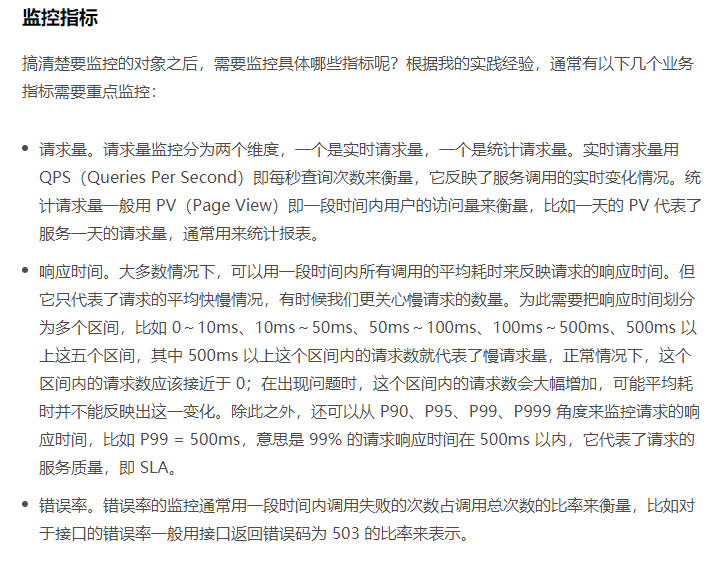 监控指标
搞清楚要监控的对象之后，需要监控具体哪些指标呢？根据我的实践经验，通常有以下几个业务
指标需要重点监控：
请求量。请求量监控分为两个维度，一个是实时请求量，一个是统计请求量。实时请求量用
QPS（Queries Per Second）即每秒查询次数来衡量，它反映了服务调用的实时变化情况。统
计请求量一般用 PV（Page View）即一段时间内用户的访问量来衡量，比如一天的 PV 代表了
服务一天的请求量，通常用来统计报表。
响应时间。大多数情况下，可以用一段时间内所有调用的平均耗时来反映请求的响应时间。但
它只代表了请求的平均快慢情况，有时候我们更关心慢请求的数量。为此需要把响应时间划分
为多个区间，比如 0～10ms、10ms～50ms、50ms～100ms、100ms～500ms、500ms 以
上这五个区间，其中 500ms 以上这个区间内的请求数就代表了慢请求量，正常情况下，这个
区间内的请求数应该接近于 0；在出现问题时，这个区间内的请求数会大幅增加，可能平均耗
时并不能反映出这一变化。除此之外，还可以从 P90、P95、P99、P999 角度来监控请求的响
应时间，比如 P99 = 500ms，意思是 99% 的请求响应时间在 500ms 以内，它代表了请求的
服务质量，即 SLA。
错误率。错误率的监控通常用一段时间内调用失败的次数占调用总次数的比率来衡量，比如对
于接口的错误率一般用接口返回错误码为 503 的比率来表示。